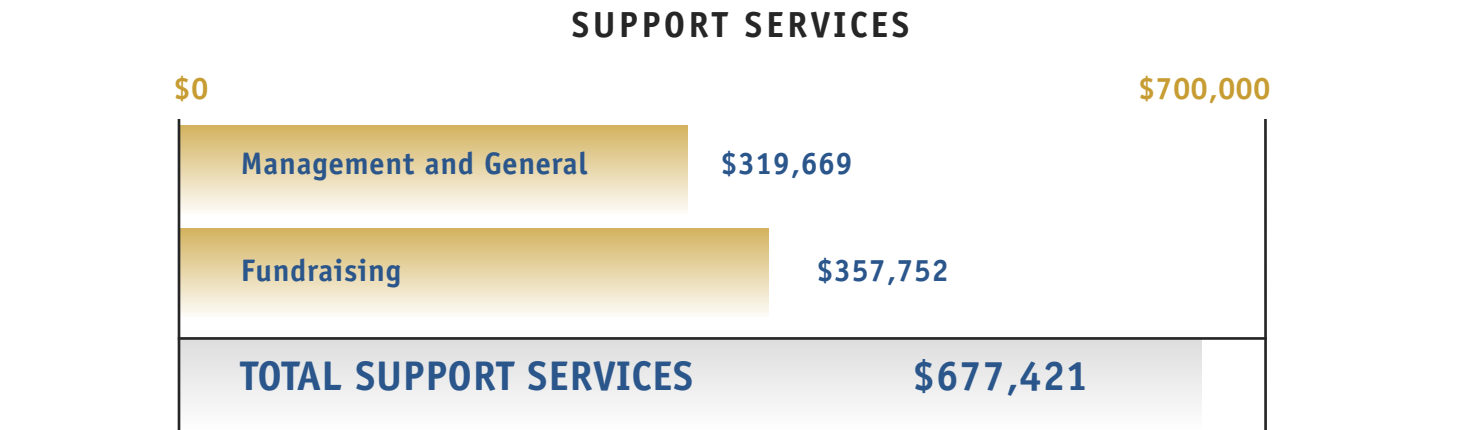 SUPPORT SERVICES
$0 $700,000
Management and General $319,669
Fundraising $357,752
TOTAL SUPPORT SERVICES $677,421